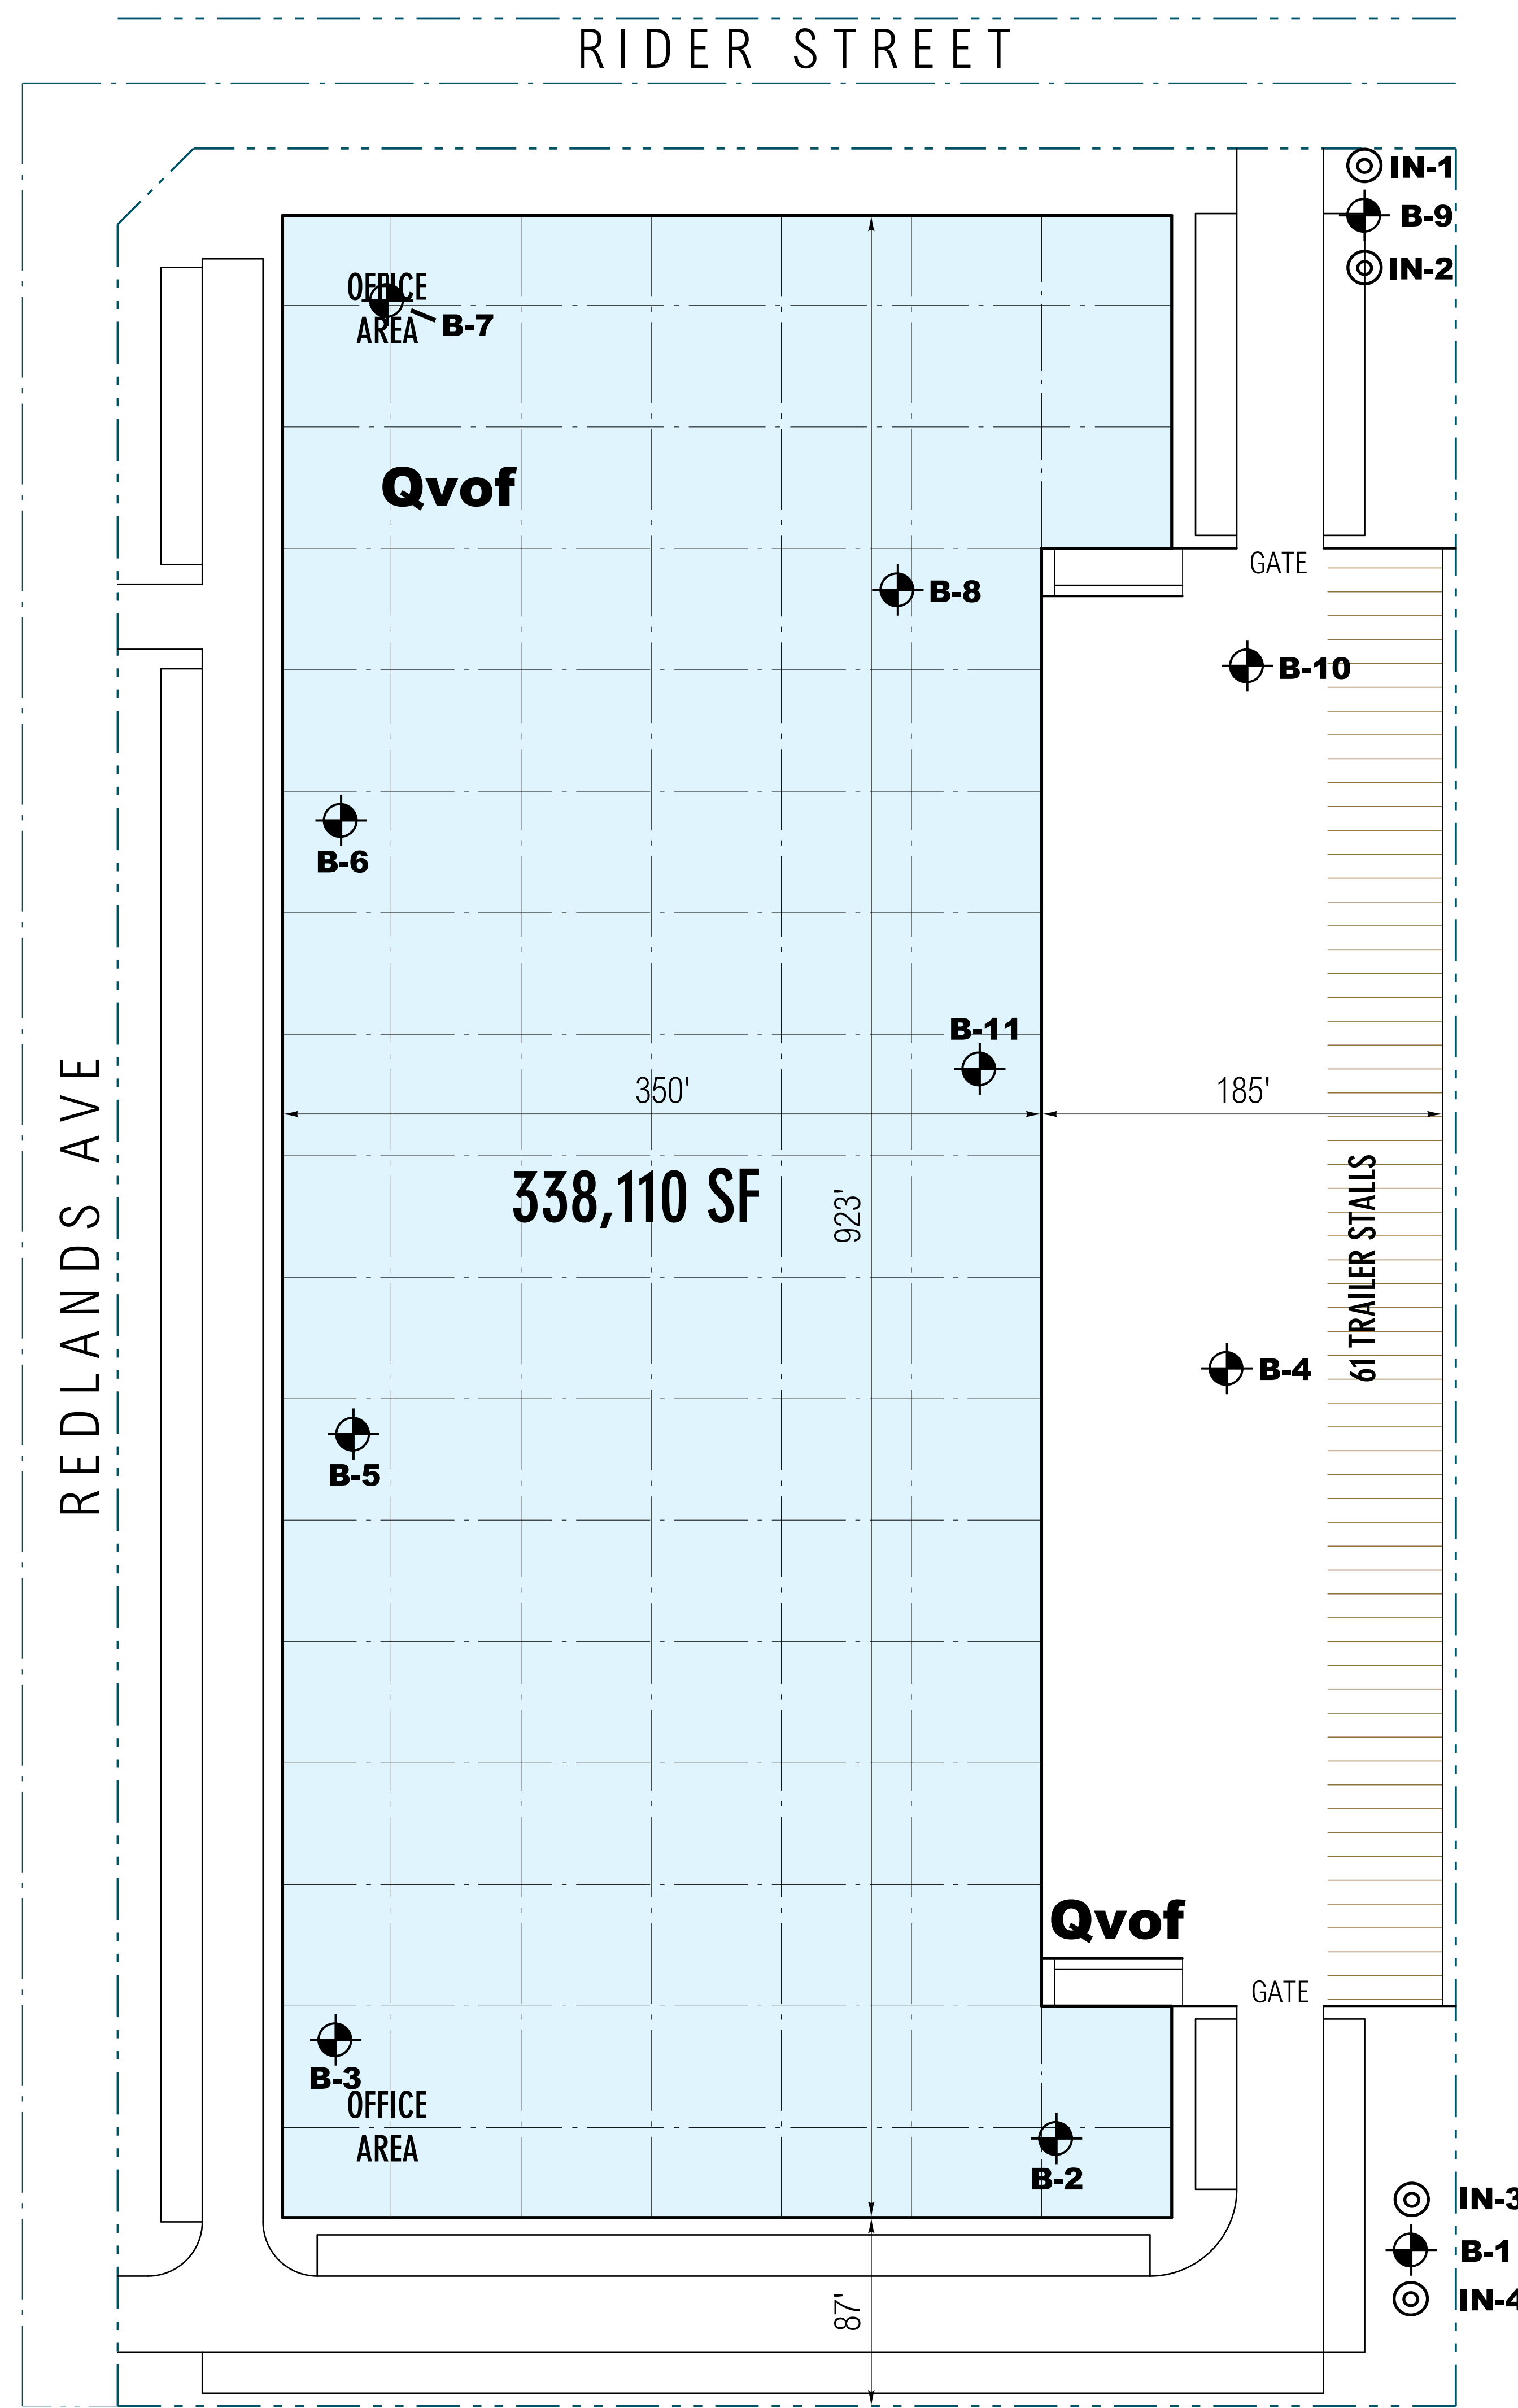 RIDER STREET
IN-1
B-9
IN-2
OFFICE
AREA
B-7
Qvof
GATE
B-8
B-10
B-6
B-11
350'
185'
338,110 SF
923'
REDLANDS AVE
61 TRAILER STALLS
B-4
B-5
Qvof
GATE
B-3
OFFICE
AREA
B-2
IN-3
B-1
IN-4
87'